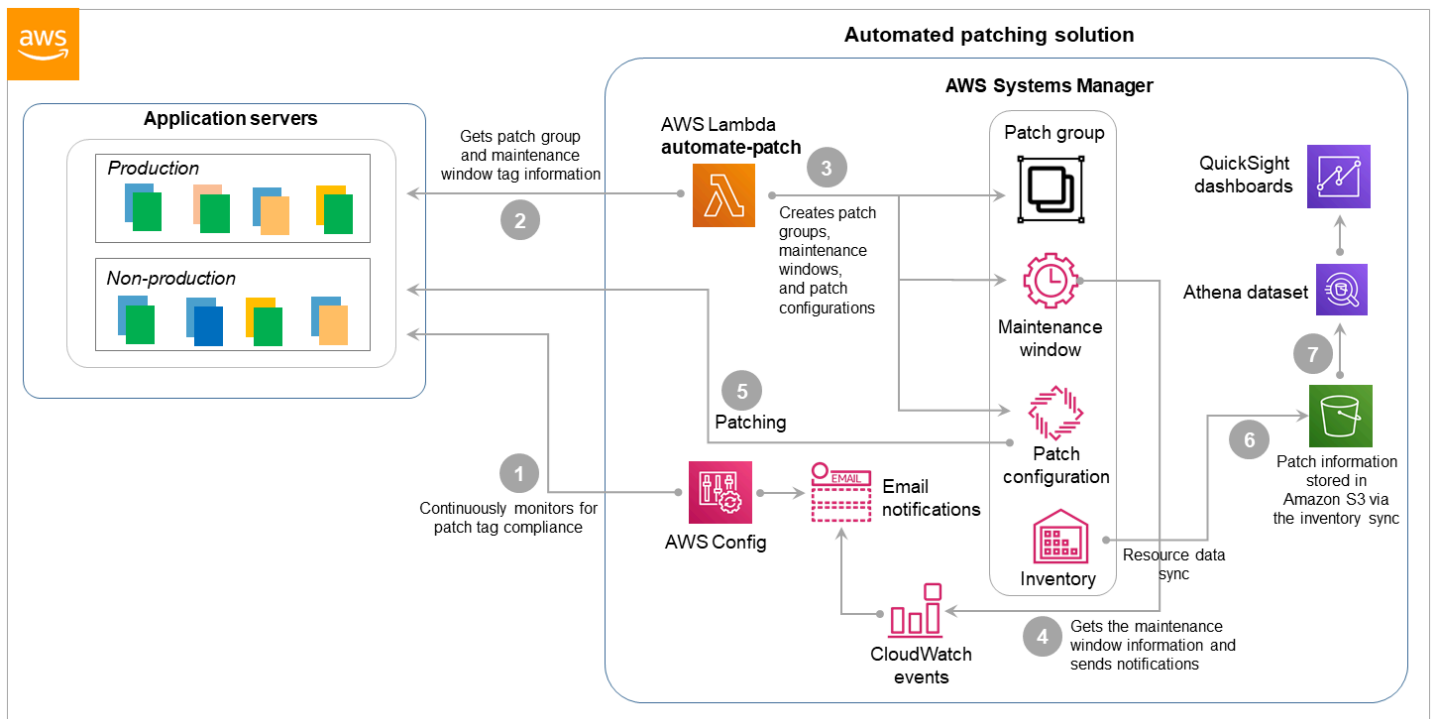 aws
Automated patching solution
Application servers
Production
Non-production
Gets patch group
and maintenance
window tag information
2
AWS Lambda
automate-patch
3
Creates patch
groups,
maintenance
windows,
and patch
configurations
AWS Systems Manager
Patch group
Maintenance
window
Patch
configuration
Inventory
5
Patching
1
Continuously monitors for
patch tag compliance
AWS Config
EMAIL
Email
notifications
CloudWatch
events
4
Gets the maintenance
window information and
sends notifications
Resource data
sync
6
Patch information
stored in
Amazon S3 via
the inventory sync
7
Athena dataset
QuickSight
dashboards